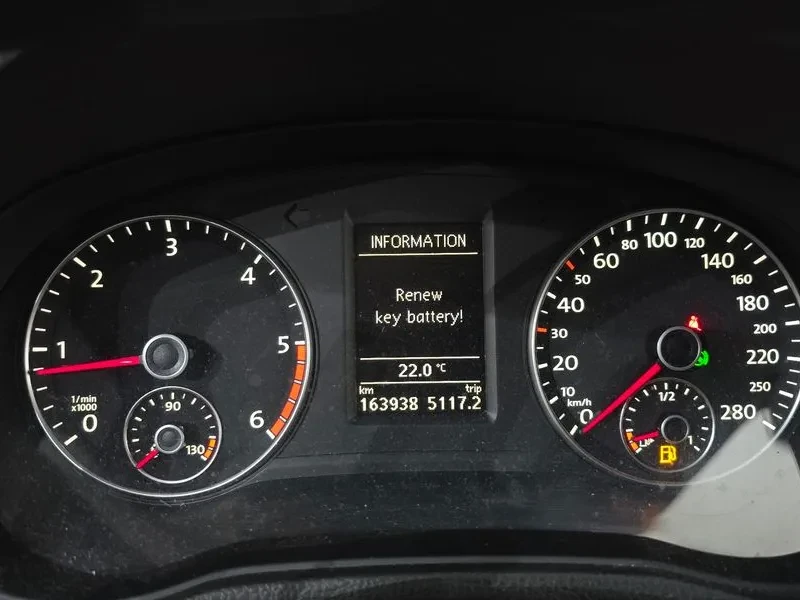 INFORMATION
Renew
key battery!
22.0 °C
km trip
163938 5117.2
0 1 2 3 4 5 6
1/min
x1000
90
130
0 10 20 30 40 50 60 80 100 120 140 160 180 200 220 250 280
km/h
1/2
1